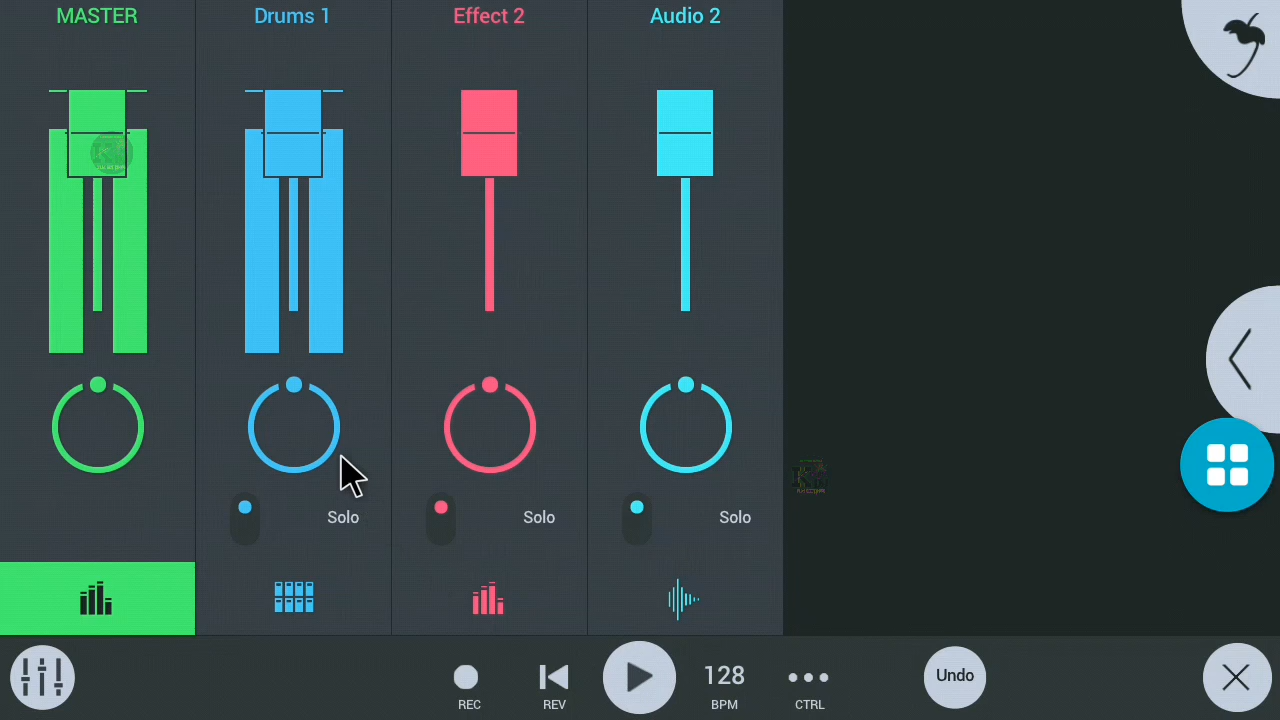 MASTER
Drums 1
Effect 2
Audio 2
Solo
Solo
Solo
REC
REV
128
BPM
CTRL
Undo